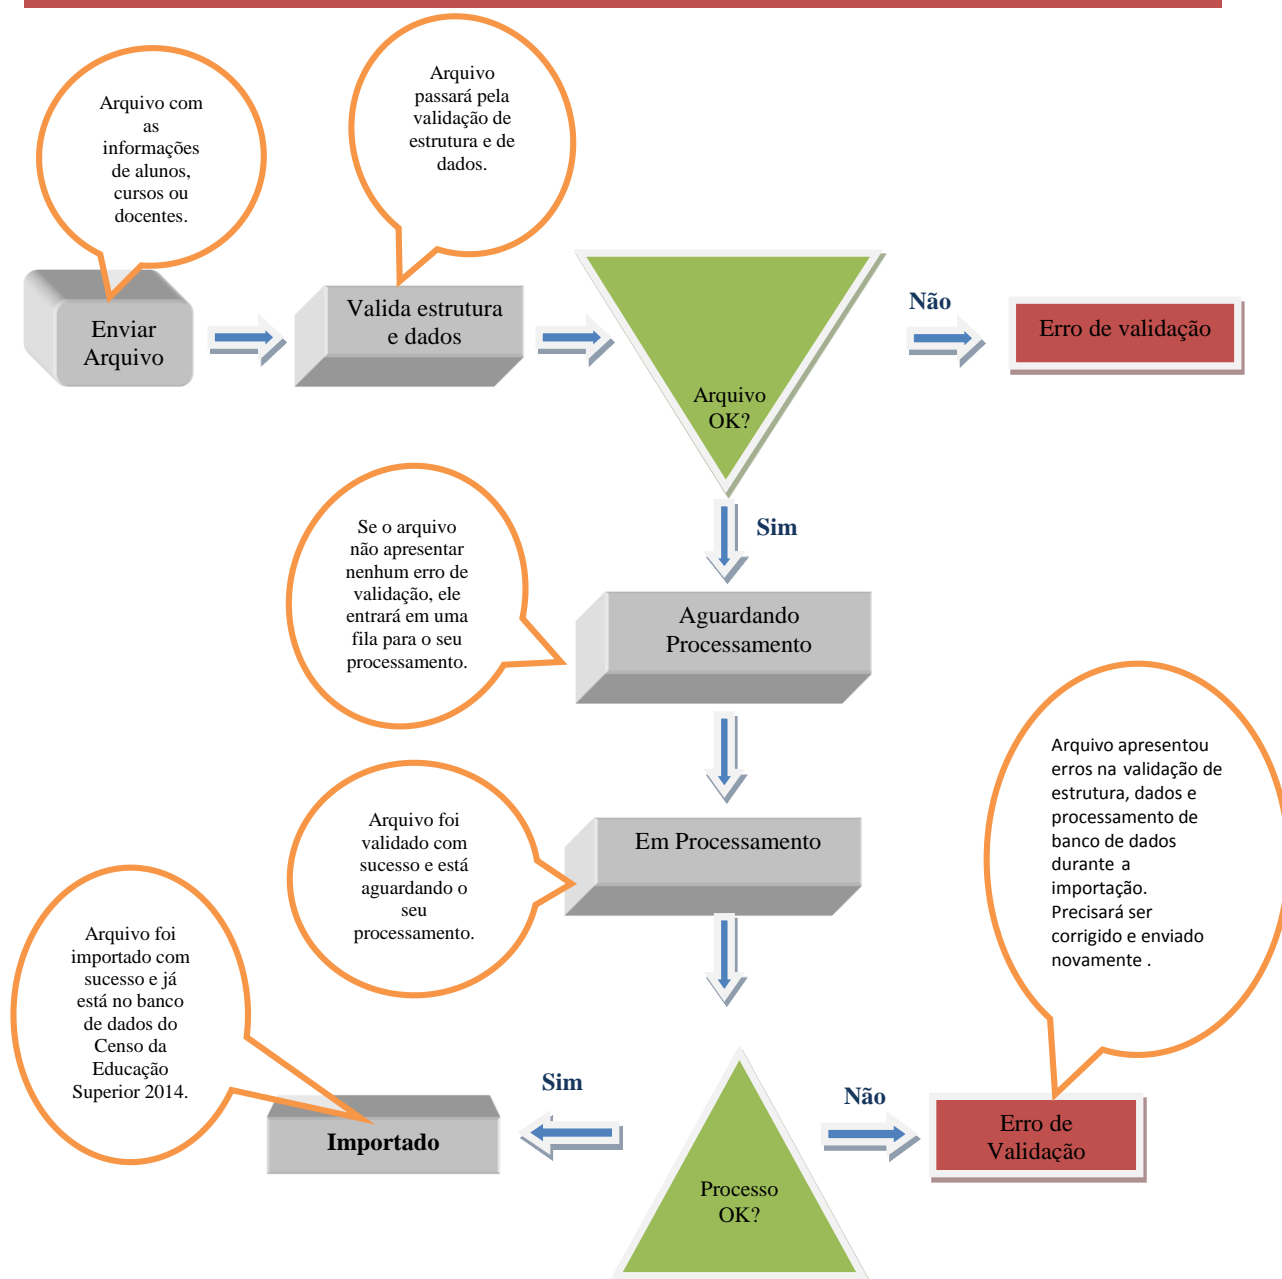 Arquivo com
as
informações
de alunos,
cursos ou
docentes.
Arquivo
passará pela
validação de
estrutura e de
dados.
Enviar
Arquivo
Valida estrutura
e dados
Arquivo
OK?
Não
Erro de validação
Sim
Se o arquivo
não apresentar
nenhum erro de
validação, ele
entrará em uma
fila para o seu
processamento.
Aguardando
Processamento
Arquivo foi
validado com
sucesso e está
aguardando o
seu
processamento.
Em Processamento
Arquivo apresentou
erros na validação de
estrutura, dados e
processamento de
banco de dados
durante a
importação.
Precisará ser
corrigido e enviado
novamente .
Arquivo foi
importado com
sucesso e já
está no banco
de dados do
Censo da
Educação
Superior 2014.
Sim
Importado
Processo
OK?
Não
Erro de
Validação